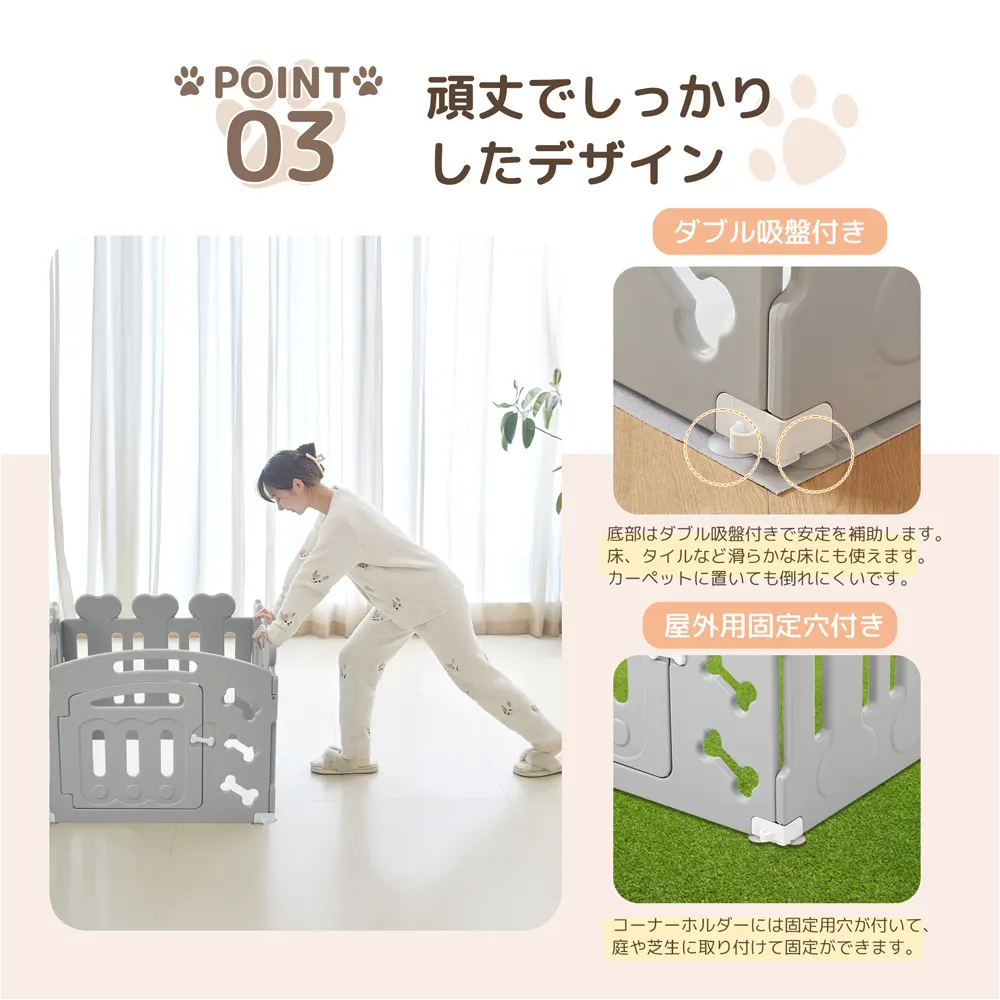 POINT
03
頑丈でしっかり
したデザイン
ダブル吸盤付き
底部はダブル吸盤付きで安定を補助します。
床、タイルなど滑らかな床にも使えます。
カーペットに置いても倒れにくいです。
屋外用固定穴付き
コーナーホルダーには固定用穴が付いて、
庭や芝生に取り付けて固定ができます。